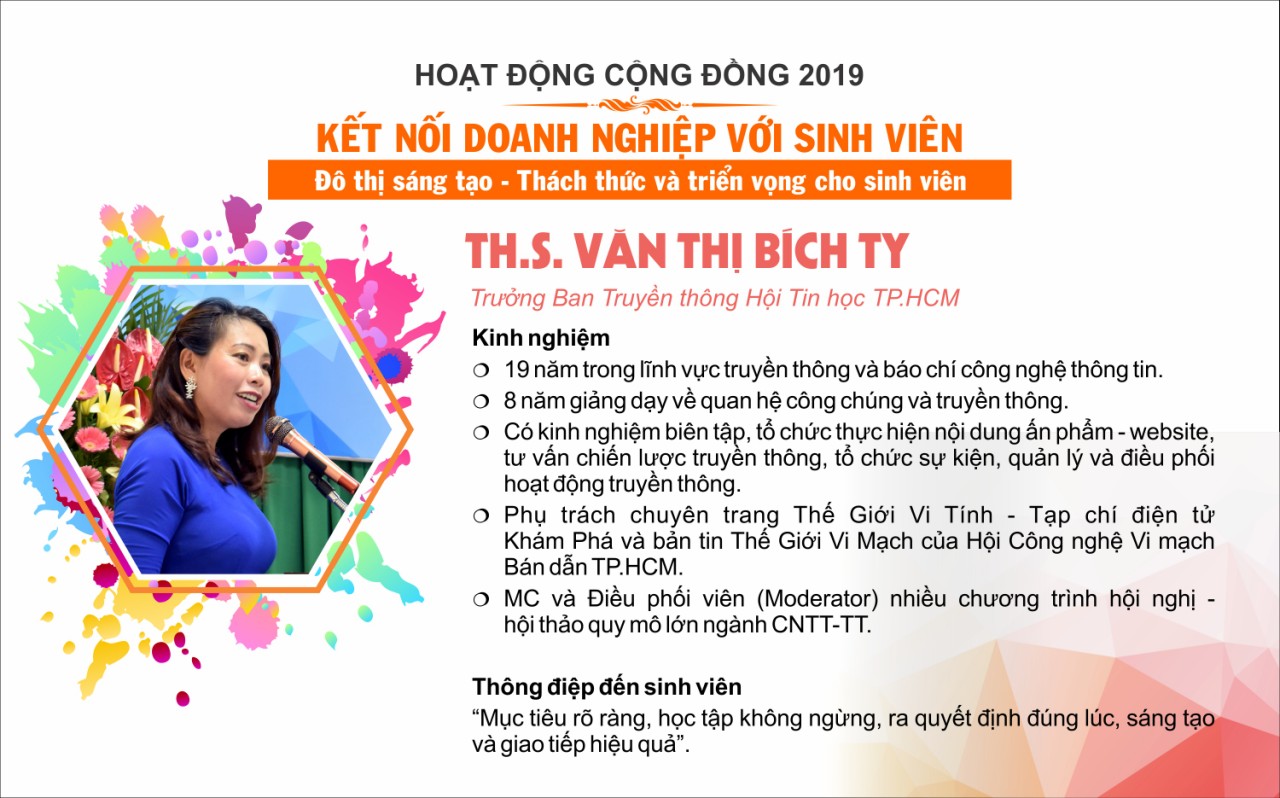 HOẠT ĐỘNG CỘNG ĐỒNG 2019
KẾT NỐI DOANH NGHIỆP VỚI SINH VIÊN
Đô thị sáng tạo - Thách thức và triển vọng cho sinh viên
TH.S. VĂN THỊ BÍCH TY
Trưởng Ban Truyền thông Hội Tin học TP.HCM
Kinh nghiệm
❍ 19 năm trong lĩnh vực truyền thông và báo chí công nghệ thông tin.
❍ 8 năm giảng dạy về quan hệ công chúng và truyền thông.
❍ Có kinh nghiệm biên tập, tổ chức thực hiện nội dung ấn phẩm - website,
tư vấn chiến lược truyền thông, tổ chức sự kiện, quản lý và điều phối
hoạt động truyền thông.
❍ Phụ trách chuyên trang Thế Giới Vi Tính - Tạp chí điện tử
Khám Phá và bản tin Thế Giới Vi Mạch của Hội Công nghệ Vi mạch
Bán dẫn TP.HCM.
❍ MC và Điều phối viên (Moderator) nhiều chương trình hội nghị -
hội thảo quy mô lớn ngành CNTT-TT.
Thông điệp đến sinh viên
“Mục tiêu rõ ràng, học tập không ngừng, ra quyết định đúng lúc, sáng tạo
và giao tiếp hiệu quả”.